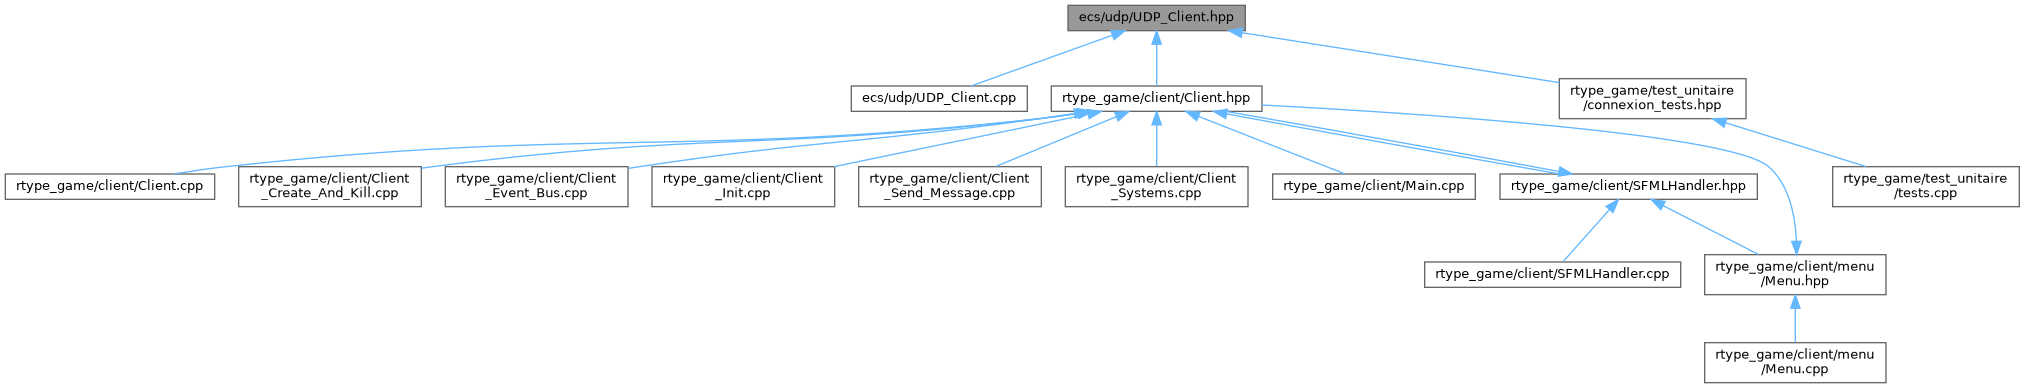 ecs/udp/UDP_Client.hpp
ecs/udp/UDP_Client.cpp
rtype_game/client/Client.hpp
rtype_game/test_unitaire
/connexion_tests.hpp
rtype_game/client/Client.cpp
rtype_game/client/Client
_Create_And_Kill.cpp
rtype_game/client/Client
_Event_Bus.cpp
rtype_game/client/Client
_Init.cpp
rtype_game/client/Client
_Send_Message.cpp
rtype_game/client/Client
_Systems.cpp
rtype_game/client/Main.cpp
rtype_game/client/SFMLHandler.hpp
rtype_game/test_unitaire
/tests.cpp
rtype_game/client/SFMLHandler.cpp
rtype_game/client/menu
/Menu.hpp
rtype_game/client/menu
/Menu.cpp